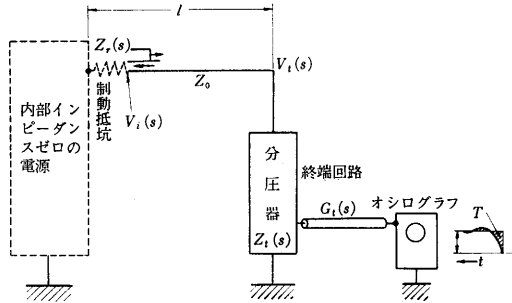 l
Z_r(s)
V_t(s)
Z_0
制動抵抗
V_i(s)
内部イン
ピーダン
スゼロの
電源
分圧器
Z_t(s)
終端回路
G_t(s)
オシログラフ
T
t